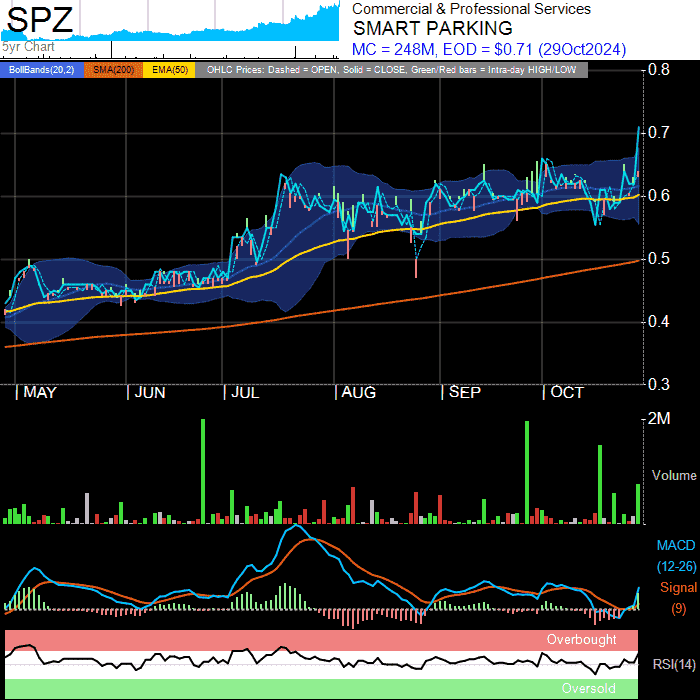 SPZ
5yr Chart
Commercial & Professional Services
SMART PARKING
MC = 248M, EOD = $0.71 (29Oct2024)
BollBands(20,2) SMA(200) EMA(50) OHLC Prices: Dashed = OPEN, Solid = CLOSE, Green/Red bars = Intra-day HIGH/LOW
0.8
0.7
0.6
0.5
0.4
0.3
MAY JUN JUL AUG SEP OCT
2M
Volume
MACD
(12-26)
Signal
(9)
Overbought
RSI(14)
Oversold